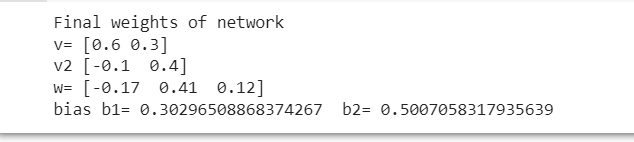 Final weights of network
v= [0.6 0.3]
v2 [-0.1  0.4]
w= [-0.17  0.41  0.12]
bias b1= 0.30296508868374267  b2= 0.5007058317935639